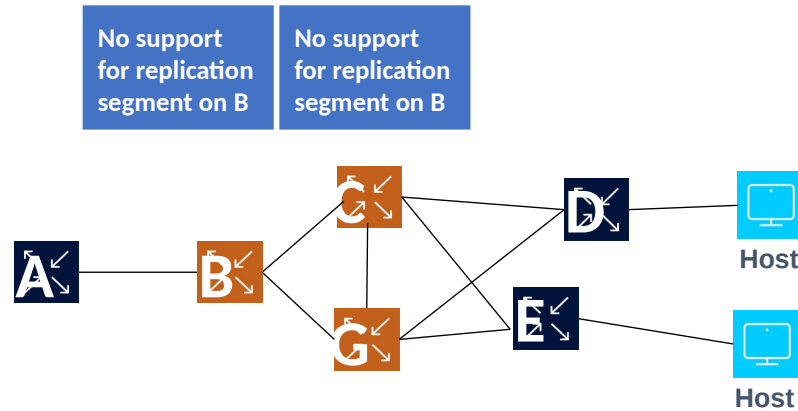 No support
for replication
segment on B
No support
for replication
segment on B
C
D
A
B
Host
E
G
Host